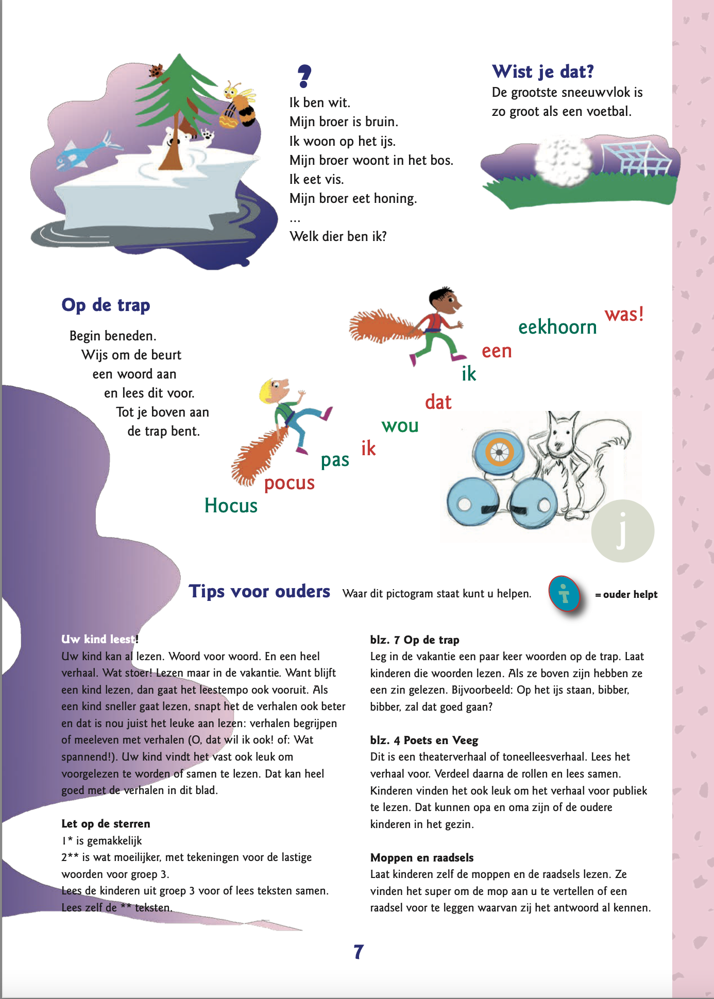 ?
Ik ben wit.
Mijn broer is bruin.
Ik woon op het ijs.
Mijn broer woont in het bos.
Ik eet vis.
Mijn broer eet honing.
...
Welk dier ben ik?
Wist je dat?
De grootste sneeuwvlok is
zo groot als een voetbal.
Op de trap
Begin beneden.
Wijs om de beurt
een woord aan
en lees dit voor.
Tot je boven aan
de trap bent.
Hocus
pocus
pas
ik
wou
dat
ik
een
eekhoorn
was!
j
Tips voor ouders
Waar dit pictogram staat kunt u helpen.
i
= ouder helpt
Uw kind leest!
Uw kind kan al lezen. Woord voor woord. En een heel
verhaal. Wat stoer! Lezen maar in de vakantie. Want blijft
een kind lezen, dan gaat het leestempo ook vooruit. Als
een kind sneller gaat lezen, snapt het de verhalen ook beter
en dat is nou juist het leuke aan lezen: verhalen begrijpen
of meeleven met verhalen (O, dat wil ik ook! of: Wat
spannend!). Uw kind vindt het vast ook leuk om
voorgelezen te worden of samen te lezen. Dat kan heel
goed met de verhalen in dit blad.
Let op de sterren
1* is gemakkelijk
2** is wat moeilijker, met tekeningen voor de lastige
woorden voor groep 3.
Lees de kinderen uit groep 3 voor of lees teksten samen.
Lees zelf de ** teksten.
blz. 7 Op de trap
Leg in de vakantie een paar keer woorden op de trap. Laat
kinderen die woorden lezen. Als ze boven zijn hebben ze
een zin gelezen. Bijvoorbeeld: Op het ijs staan, bibber,
bibber, zal dat goed gaan?
blz. 4 Poets en Veeg
Dit is een theaterverhaal of toneelleesverhaal. Lees het
verhaal voor. Verdeel daarna de rollen en lees samen.
Kinderen vinden het ook leuk om het verhaal voor publiek
te lezen. Dat kunnen opa en oma zijn of de oudere
kinderen in het gezin.
Moppen en raadsels
Laat kinderen zelf de moppen en de raadsels lezen. Ze
vinden het super om de mop aan u te vertellen of een
raadsel voor te leggen waarvan zij het antwoord al kennen.
7